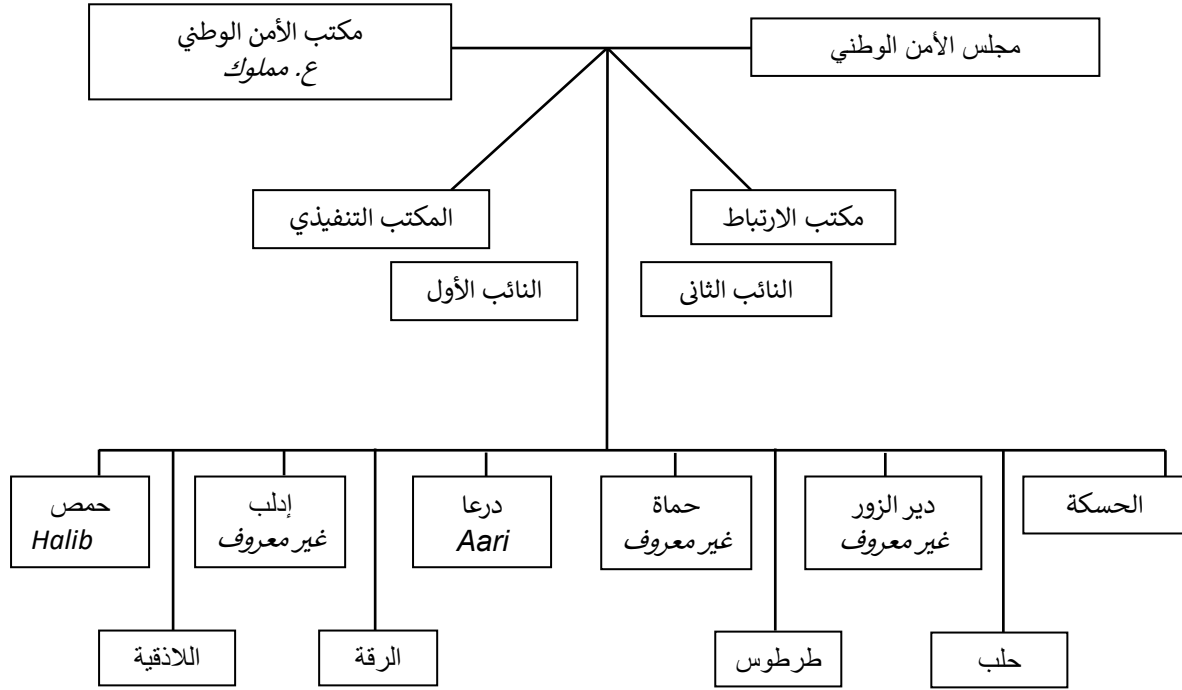 مجلس الأمن الوطني
مكتب الأمن الوطني
ع. مملوك
مكتب الارتباط
المكتب التنفيذي
النائب الثانى
النائب الأول
الحسكة
دير الزور
غير معروف
حماة
غير معروف
درعا
Aari
إدلب
غير معروف
حمص
Halib
حلب
طرطوس
الرقة
اللاذقية